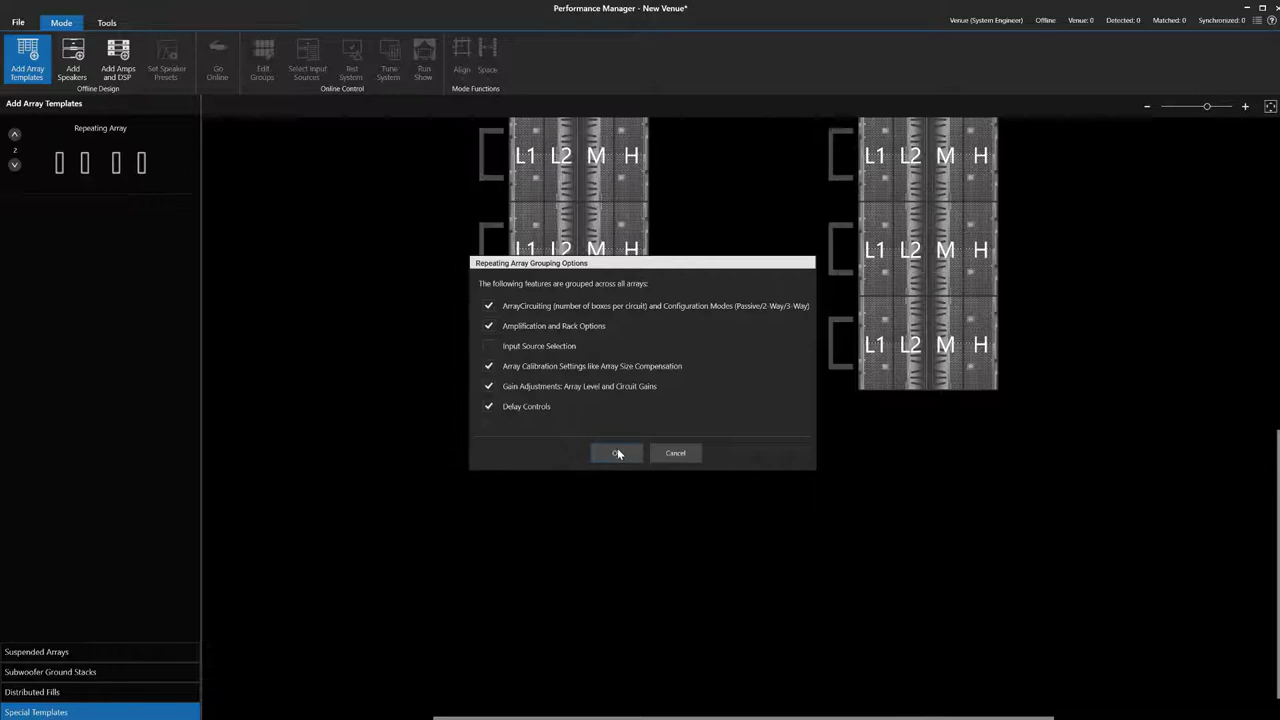 Performance Manager - New Venue*
File Mode Tools
Venue (System Engineer) Offline Venue: 0 Detected: 0 Matched: 0 Synchronized: 0
Add Array Templates
Add Speakers
Add Amps and DSP
Set Speaker Presets
Go Online
Edit Groups
Select Input Sources
Test System
Tune System
Run Show
Align
Space
Offline Design
Online Control
Mode Functions
Add Array Templates
Repeating Array
2
L1 L2 M H
L1 L2 M H
L1 L2 M H
L1 L2 M H
L1 L2 M H
Repeating Array Grouping Options
The following features are grouped across all arrays:
ArrayCircuiting (number of boxes per circuit) and Configuration Modes (Passive/2-Way/3-Way)
Amplification and Rack Options
Input Source Selection
Array Calibration Settings like Array Size Compensation
Gain Adjustments: Array Level and Circuit Gains
Delay Controls
Cancel
Suspended Arrays
Subwoofer Ground Stacks
Distributed Fills
Special Templates